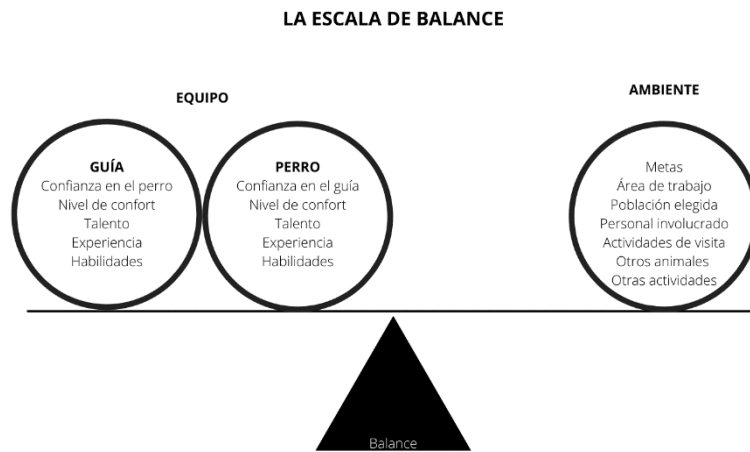 LA ESCALA DE BALANCE
EQUIPO
AMBIENTE
GUÍA
Confianza en el perro
Nivel de confort
Talento
Experiencia
Habilidades
PERRO
Confianza en el guía
Nivel de confort
Talento
Experiencia
Habilidades
Metas
Área de trabajo
Población elegida
Personal involucrado
Actividades de visita
Otros animales
Otras actividades
Balance